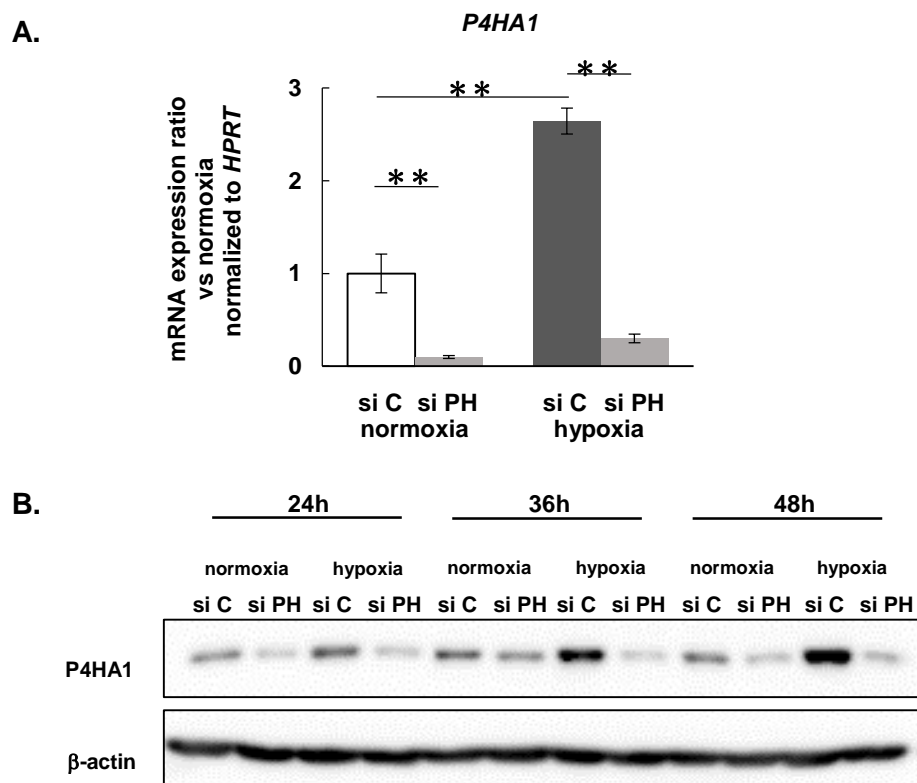 A.
P4HA1
mRNA expression ratio
vs normoxia
normalized to HPRT
3
2
1
0
** ** **
si C si PH si C si PH
normoxia hypoxia
B.
24h 36h 48h
normoxia hypoxia normoxia hypoxia normoxia hypoxia
si C si PH si C si PH si C si PH si C si PH si C si PH si C si PH
P4HA1
β-actin